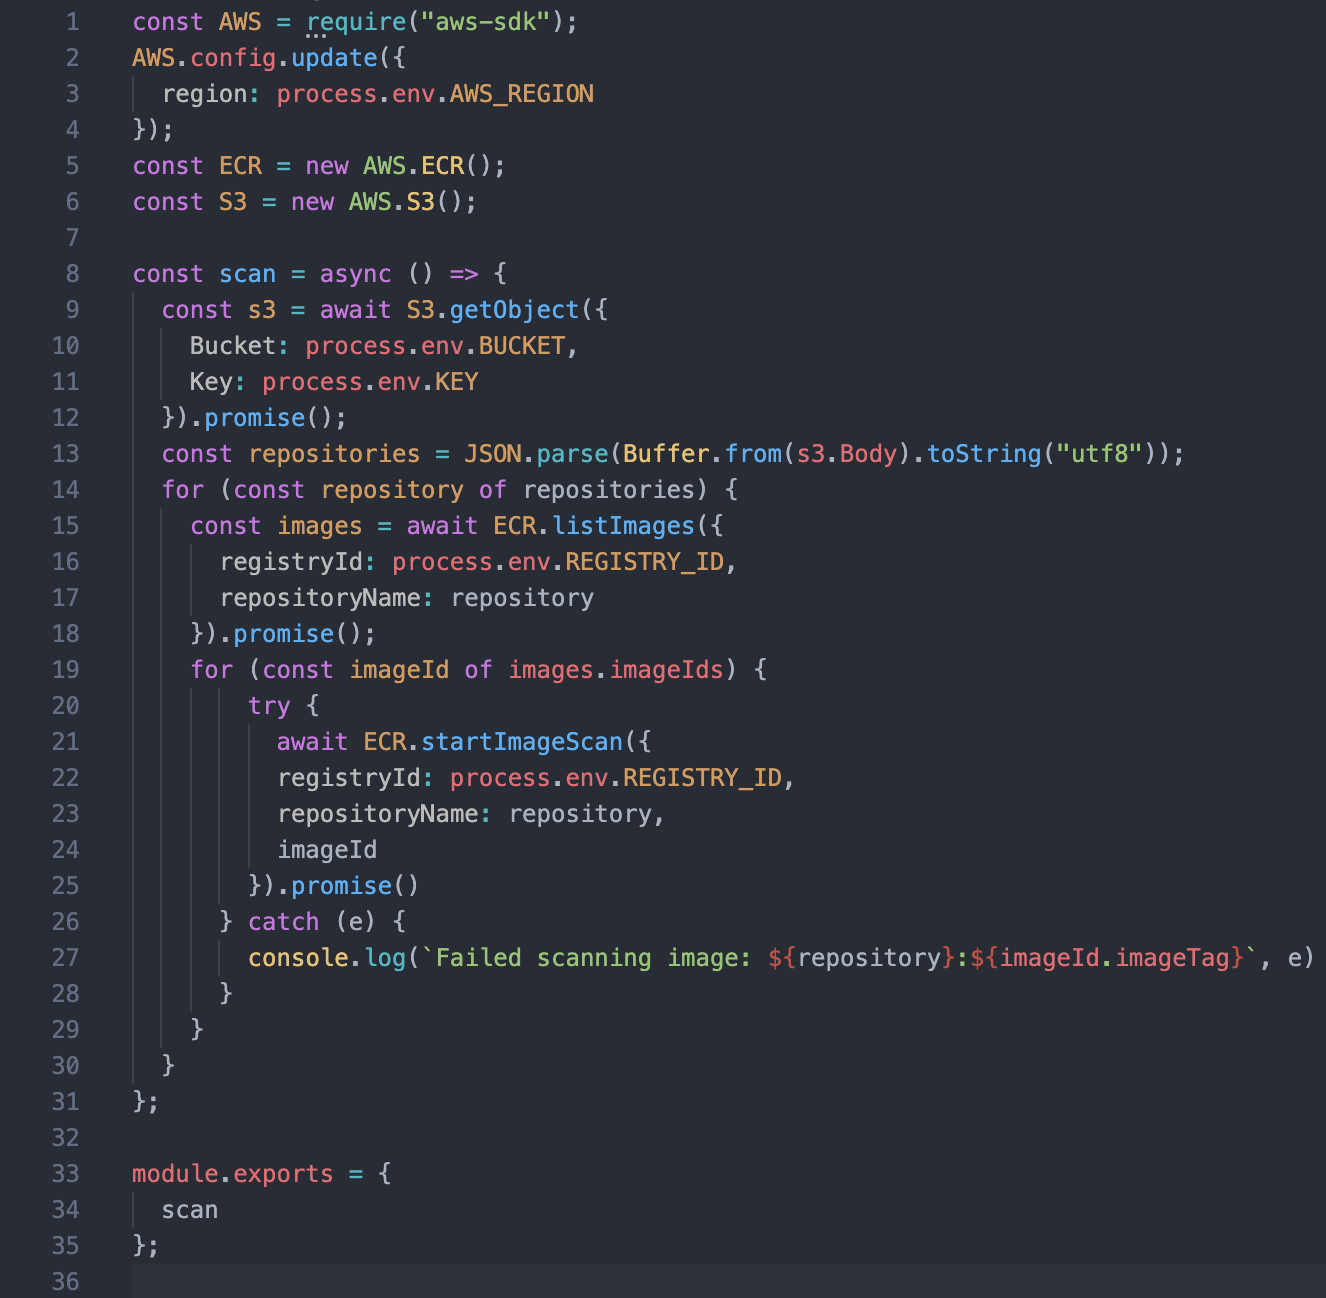 1 const AWS = require("aws-sdk");
2 AWS.config.update({
3 region: process.env.AWS_REGION
4 });
5 const ECR = new AWS.ECR();
6 const S3 = new AWS.S3();
7
8 const scan = async () => {
9 const s3 = await S3.getObject({
10 Bucket: process.env.BUCKET,
11 Key: process.env.KEY
12 }).promise();
13 const repositories = JSON.parse(Buffer.from(s3.Body).toString("utf8"));
14 for (const repository of repositories) {
15 const images = await ECR.listImages({
16 registryId: process.env.REGISTRY_ID,
17 repositoryName: repository
18 }).promise();
19 for (const imageId of images.imageIds) {
20 try {
21 await ECR.startImageScan({
22 registryId: process.env.REGISTRY_ID,
23 repositoryName: repository,
24 imageId
25 }).promise()
26 } catch (e) {
27 console.log(`Failed scanning image: ${repository}:${imageId.imageTag}`, e)
28 }
29 }
30 }
31 };
32
33 module.exports = {
34 scan
35 };
36